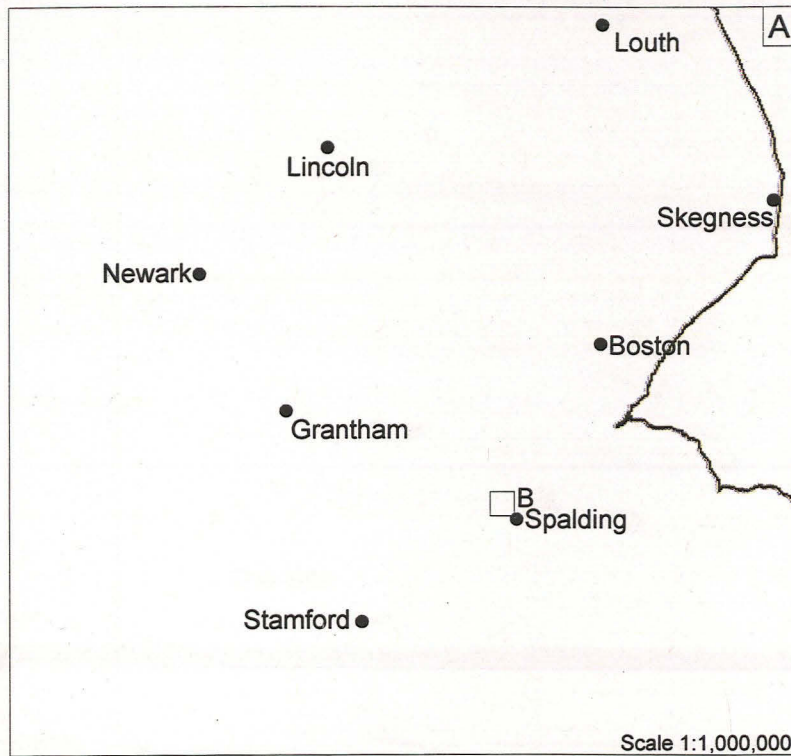 A
Louth
Lincoln
Skegness
Newark
Boston
Grantham
B
Spalding
Stamford
Scale 1:1,000,000